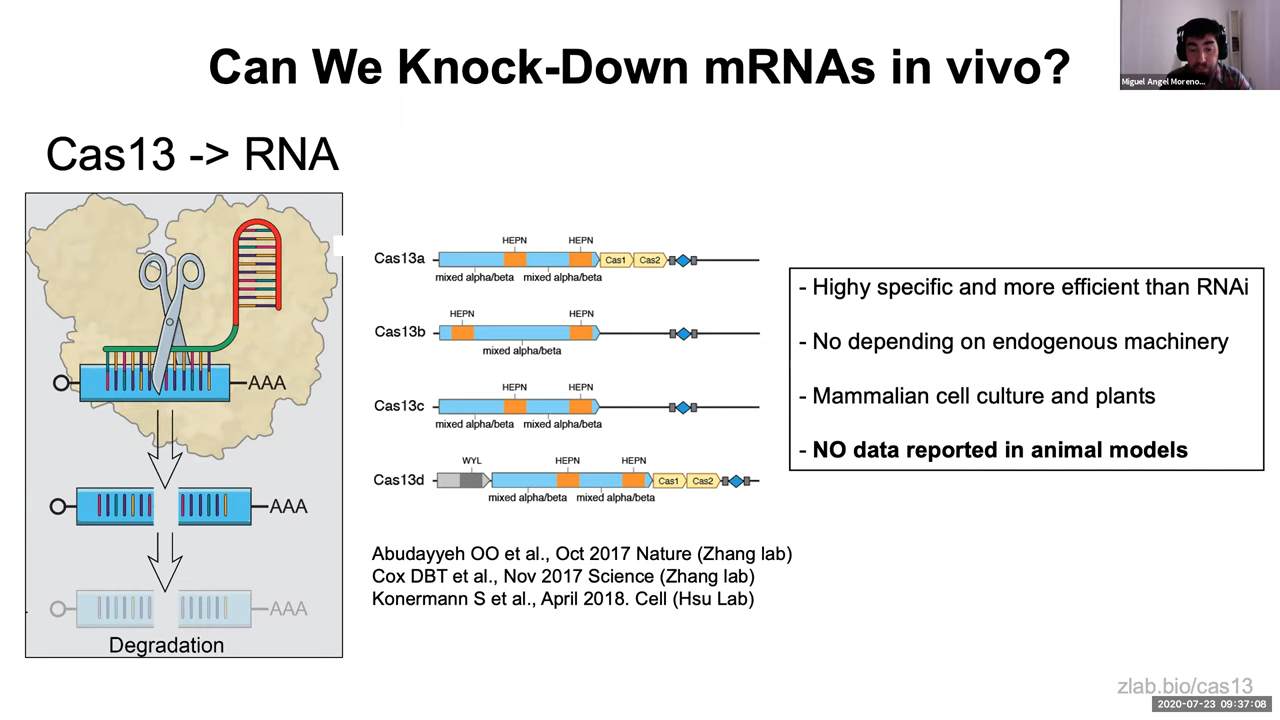 Can We Knock-Down mRNAs in vivo?
Miguel Angel Moreno...
Cas13 -> RNA
AAA
AAA
AAA
Degradation
HEPN HEPN
Cas13a Cas1 Cas2
mixed alpha/beta mixed alpha/beta
HEPN HEPN
Cas13b
mixed alpha/beta
HEPN HEPN
Cas13c
mixed alpha/beta mixed alpha/beta
WYL HEPN HEPN
Cas13d Cas1 Cas2
mixed alpha/beta mixed alpha/beta
Abudayyeh OO et al., Oct 2017 Nature (Zhang lab)
Cox DBT et al., Nov 2017 Science (Zhang lab)
Konermann S et al., April 2018. Cell (Hsu Lab)
- Highy specific and more efficient than RNAi
- No depending on endogenous machinery
- Mammalian cell culture and plants
- NO data reported in animal models
zlab.bio/cas13
2020-07-23 09:37:08